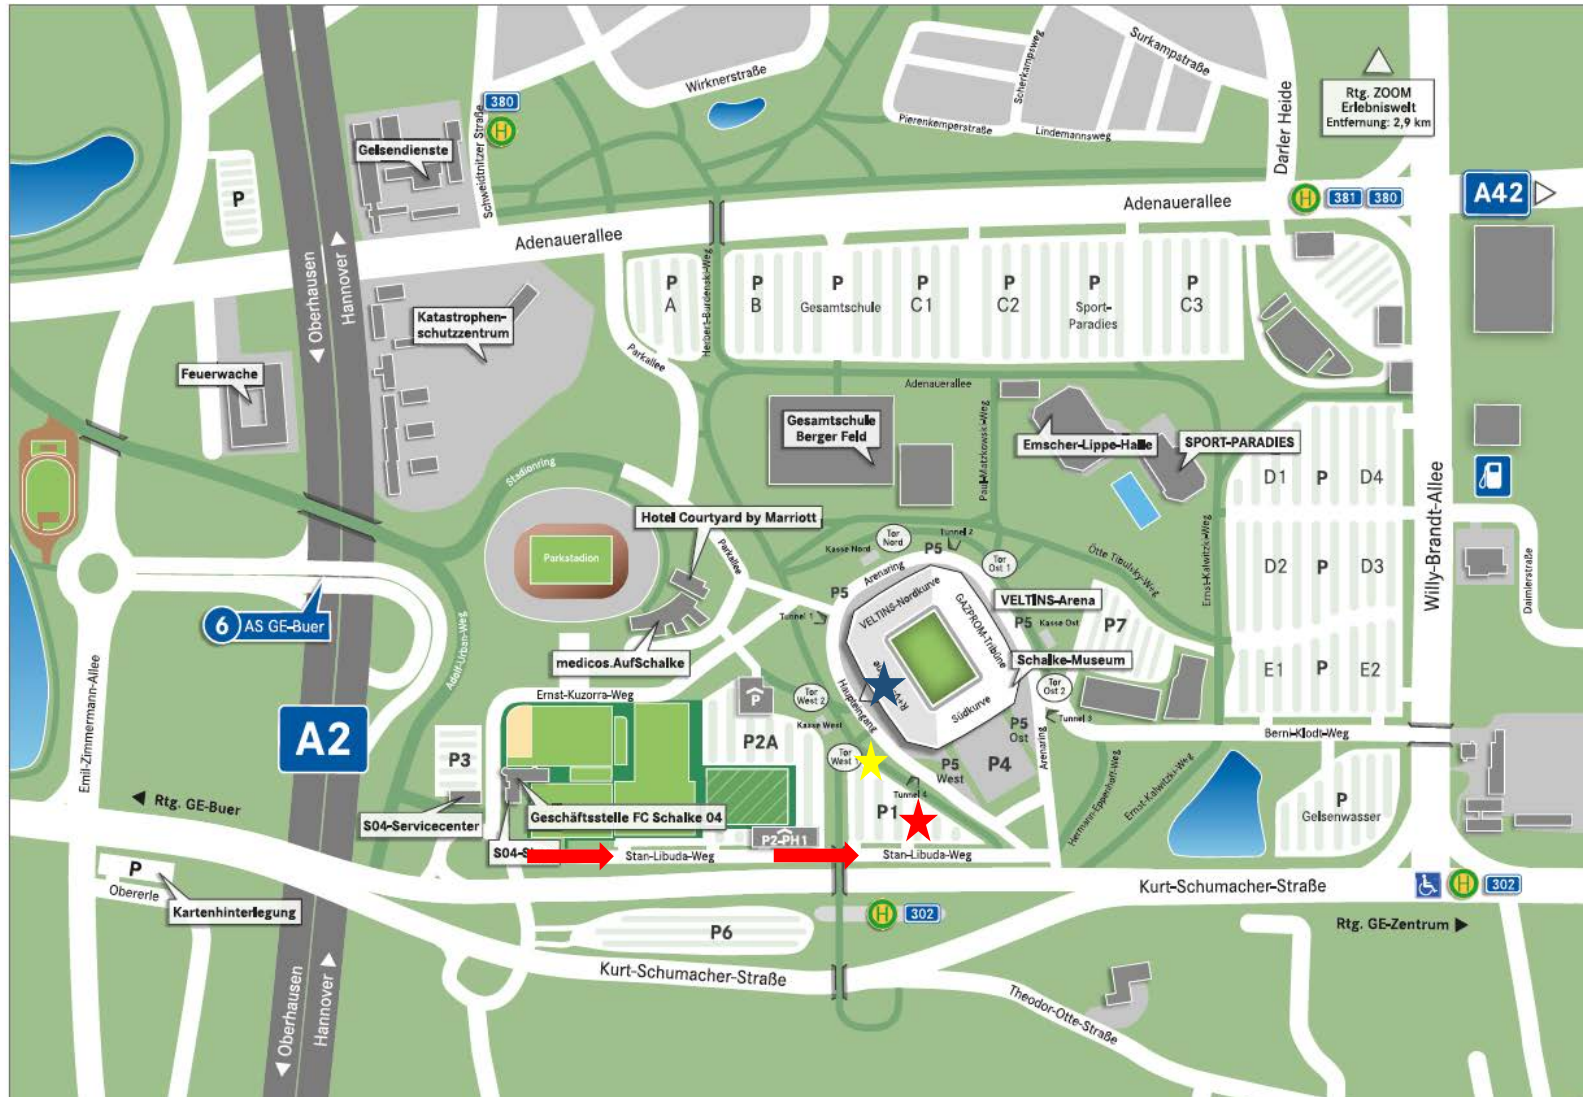 Wirknerstraße
Scherkampsweg
Surkampstraße
Pierenkemperstraße
Lindemannsweg
Darler Heide
Rtg. ZOOM
Erlebniswelt
Entfernung: 2,9 km
380
H
Schweidnitzer Straße
Gelsendienste
P
A42
H
381
380
Adenauerallee
Adenauerallee
Oberhausen
Hannover
Katastrophen-
schutzzentrum
Feuerwache
P
A
Herbert-Burdenski-Weg
P
B
P
Gesamtschule
P
C1
P
C2
P
Sport-
Paradies
P
C3
Parkallee
Adenauerallee
Gesamtschule
Berger Feld
Paul-Matzkowski-Weg
Emscher-Lippe-Halle
SPORT-PARADIES
D1
P
D4
Willy-Brandt-Allee
Stadionring
Hotel Courtyard by Marriott
Parkstadion
Parkallee
Kasse Nord
Tor
Nord
Tunnel 2
P5
Arenaring
Tor
Ost 1
Otte Tibulsky-Weg
Ernst-Kalwitzki-Weg
D2
P
D3
Daimlerstraße
P5
VELTINS-Nordkurve
GAZPROM-Tribüne
VELTINS-Arena
P5
Kasse Ost
P7
Tunnel 1
6
AS GE-Buer
Adolf-Urban-Weg
medicos.AufSchalke
Schalke-Museum
E1
P
E2
Emil-Zimmermann-Allee
Ernst-Kuzorra-Weg
P
Tor
West 2
Kasse West
Haupteingang
R+V
Südkurve
Tor
Ost 2
Tunnel 3
P5
Ost
Berni-Klodt-Weg
A2
P3
P2A
Tor
West 1
P5
West
P4
Arenaring
Hermann-Eppenhoff-Weg
Ernst-Kalwitzki-Weg
Tunnel 4
P
Gelsenwasser
Rtg. GE-Buer
S04-Servicecenter
Geschäftsstelle FC Schalke 04
P1
P2-PH1
S04-S
Stan-Libuda-Weg
Stan-Libuda-Weg
P
Obererle
Kartenhinterlegung
Kurt-Schumacher-Straße
H
302
H
302
Rtg. GE-Zentrum
P6
Kurt-Schumacher-Straße
Theodor-Otte-Straße
Oberhausen
Hannover